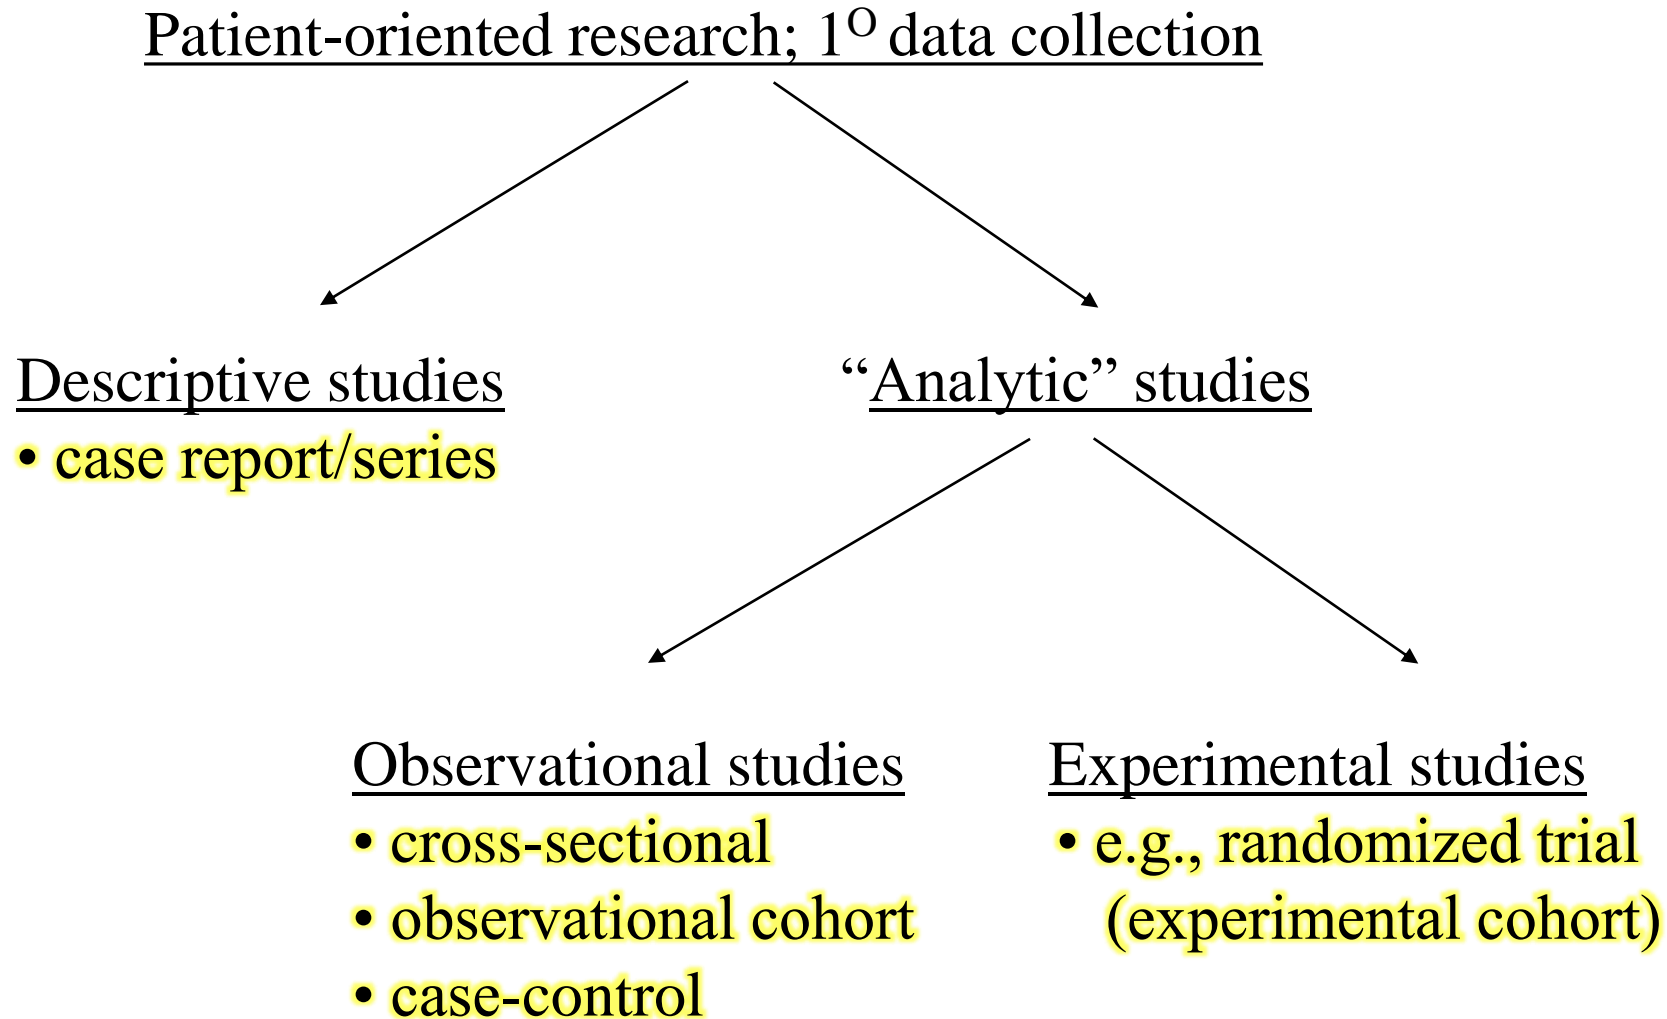 Patient-oriented research; 1O data collection
Descriptive studies
• case report/series
“Analytic” studies
Observational studies
• cross-sectional
• observational cohort
• case-control
Experimental studies
• e.g., randomized trial
(experimental cohort)